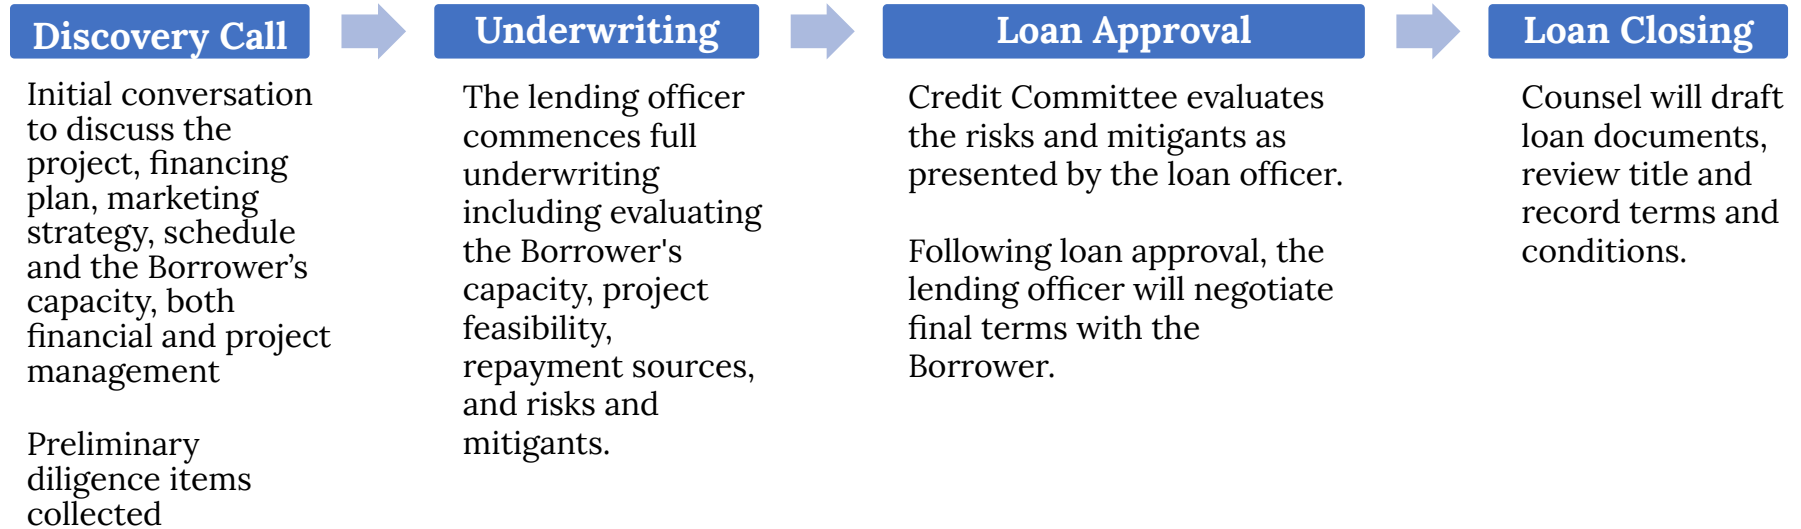 Discovery Call
Initial conversation
to discuss the
project, financing
plan, marketing
strategy, schedule
and the Borrower’s
capacity, both
financial and project
management
Preliminary
diligence items
collected
Underwriting
The lending officer
commences full
underwriting
including evaluating
the Borrower's
capacity, project
feasibility,
repayment sources,
and risks and
mitigants.
Loan Approval
Credit Committee evaluates
the risks and mitigants as
presented by the loan officer.
Following loan approval, the
lending officer will negotiate
final terms with the
Borrower.
Loan Closing
Counsel will draft
loan documents,
review title and
record terms and
conditions.